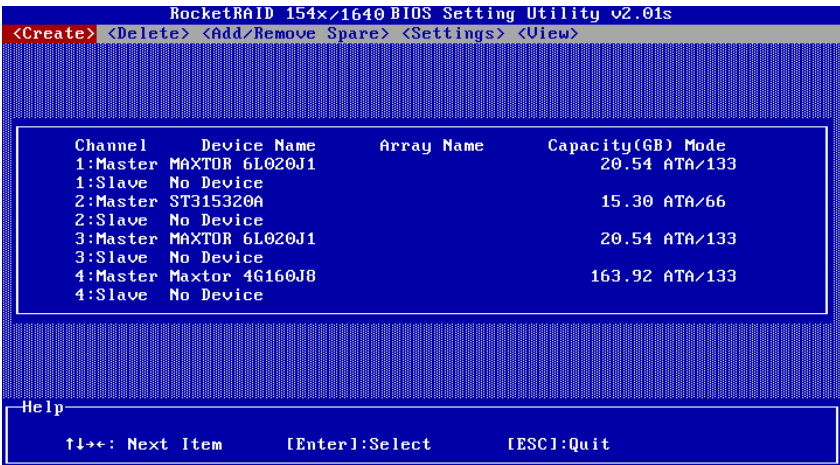 RocketRAID 154x/1640 BIOS Setting Utility v2.01s
<Create> <Delete> <Add/Remove Spare> <Settings> <View>
Channel Device Name Array Name Capacity(GB) Mode
1:Master MAXTOR 6L020J1 20.54 ATA/133
1:Slave No Device
2:Master ST315320A 15.30 ATA/66
2:Slave No Device
3:Master MAXTOR 6L020J1 20.54 ATA/133
3:Slave No Device
4:Master Maxtor 4G160J8 163.92 ATA/133
4:Slave No Device
Help
↑↓→←: Next Item [Enter]:Select [ESC]:Quit